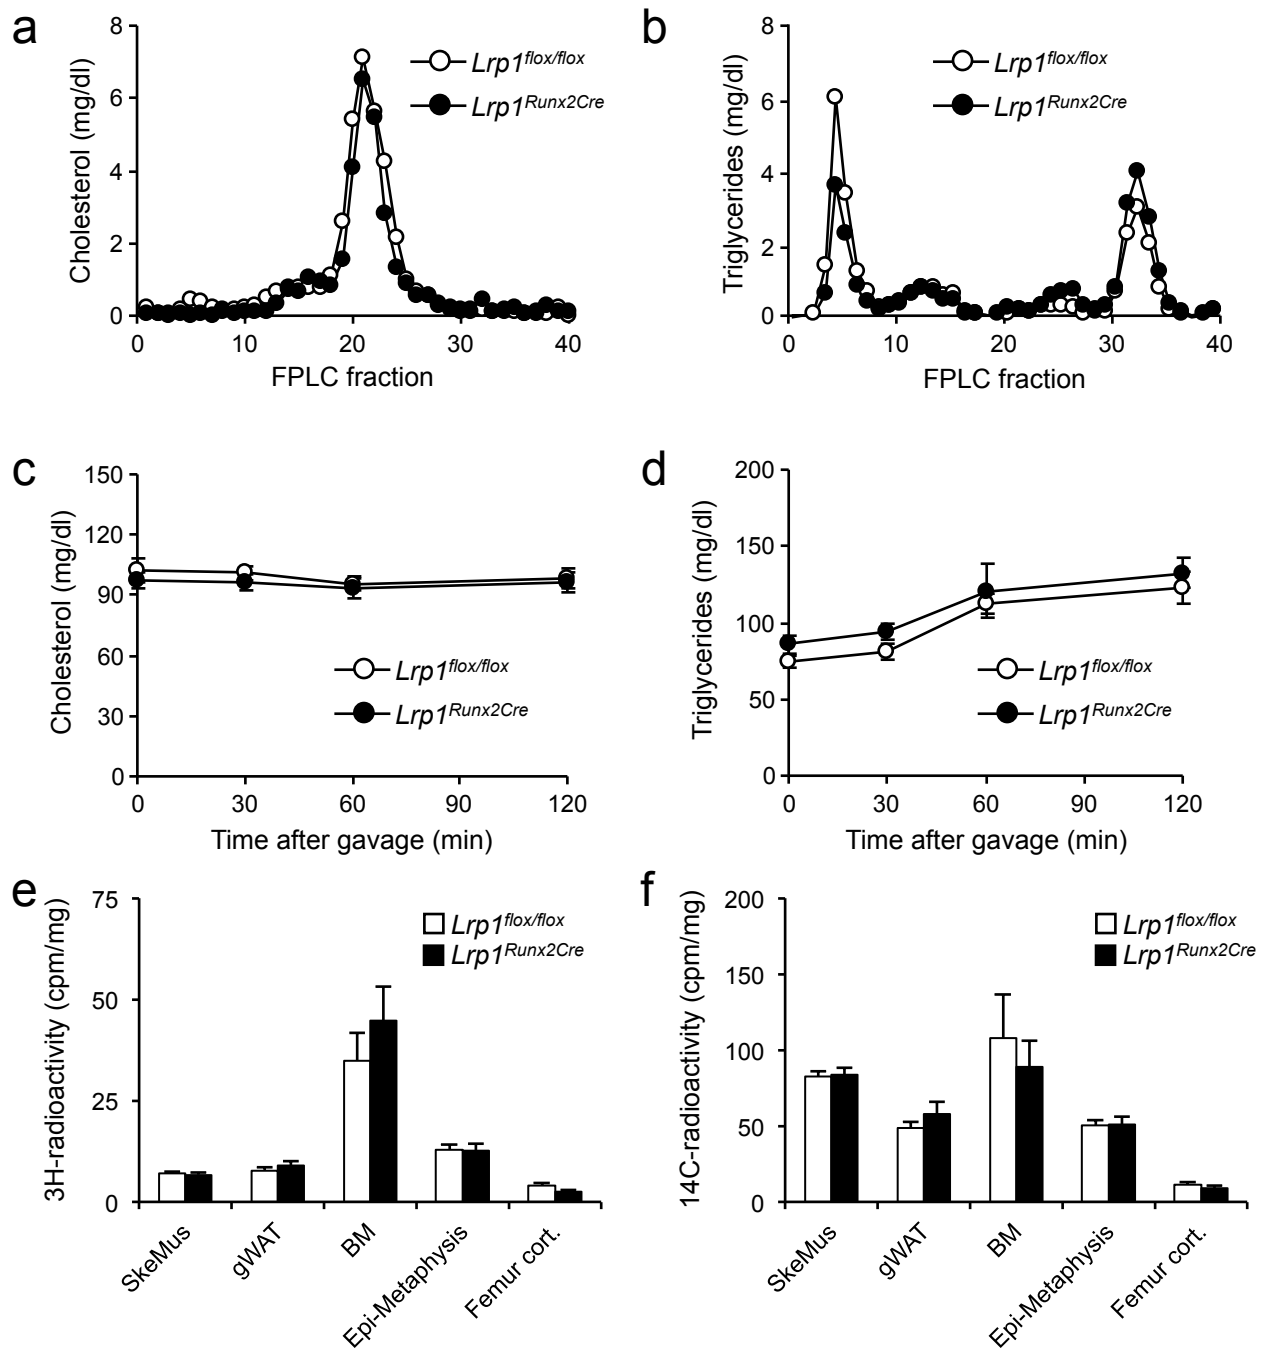 a
Cholesterol (mg/dl)
8
6
4
2
0
0 10 20 30 40
FPLC fraction
Lrp1flox/flox
Lrp1Runx2Cre
b
Triglycerides (mg/dl)
8
6
4
2
0
0 10 20 30 40
FPLC fraction
Lrp1flox/flox
Lrp1Runx2Cre
c
Cholesterol (mg/dl)
150
120
90
60
30
0
0 30 60 90 120
Time after gavage (min)
Lrp1flox/flox
Lrp1Runx2Cre
d
Triglycerides (mg/dl)
200
150
100
50
0
0 30 60 90 120
Time after gavage (min)
Lrp1flox/flox
Lrp1Runx2Cre
e
3H-radioactivity (cpm/mg)
75
50
25
0
Lrp1flox/flox
Lrp1Runx2Cre
SkeMus
gWAT
BM
Epi-Metaphysis
Femur cort.
f
14C-radioactivity (cpm/mg)
200
150
100
50
0
Lrp1flox/flox
Lrp1Runx2Cre
SkeMus
gWAT
BM
Epi-Metaphysis
Femur cort.